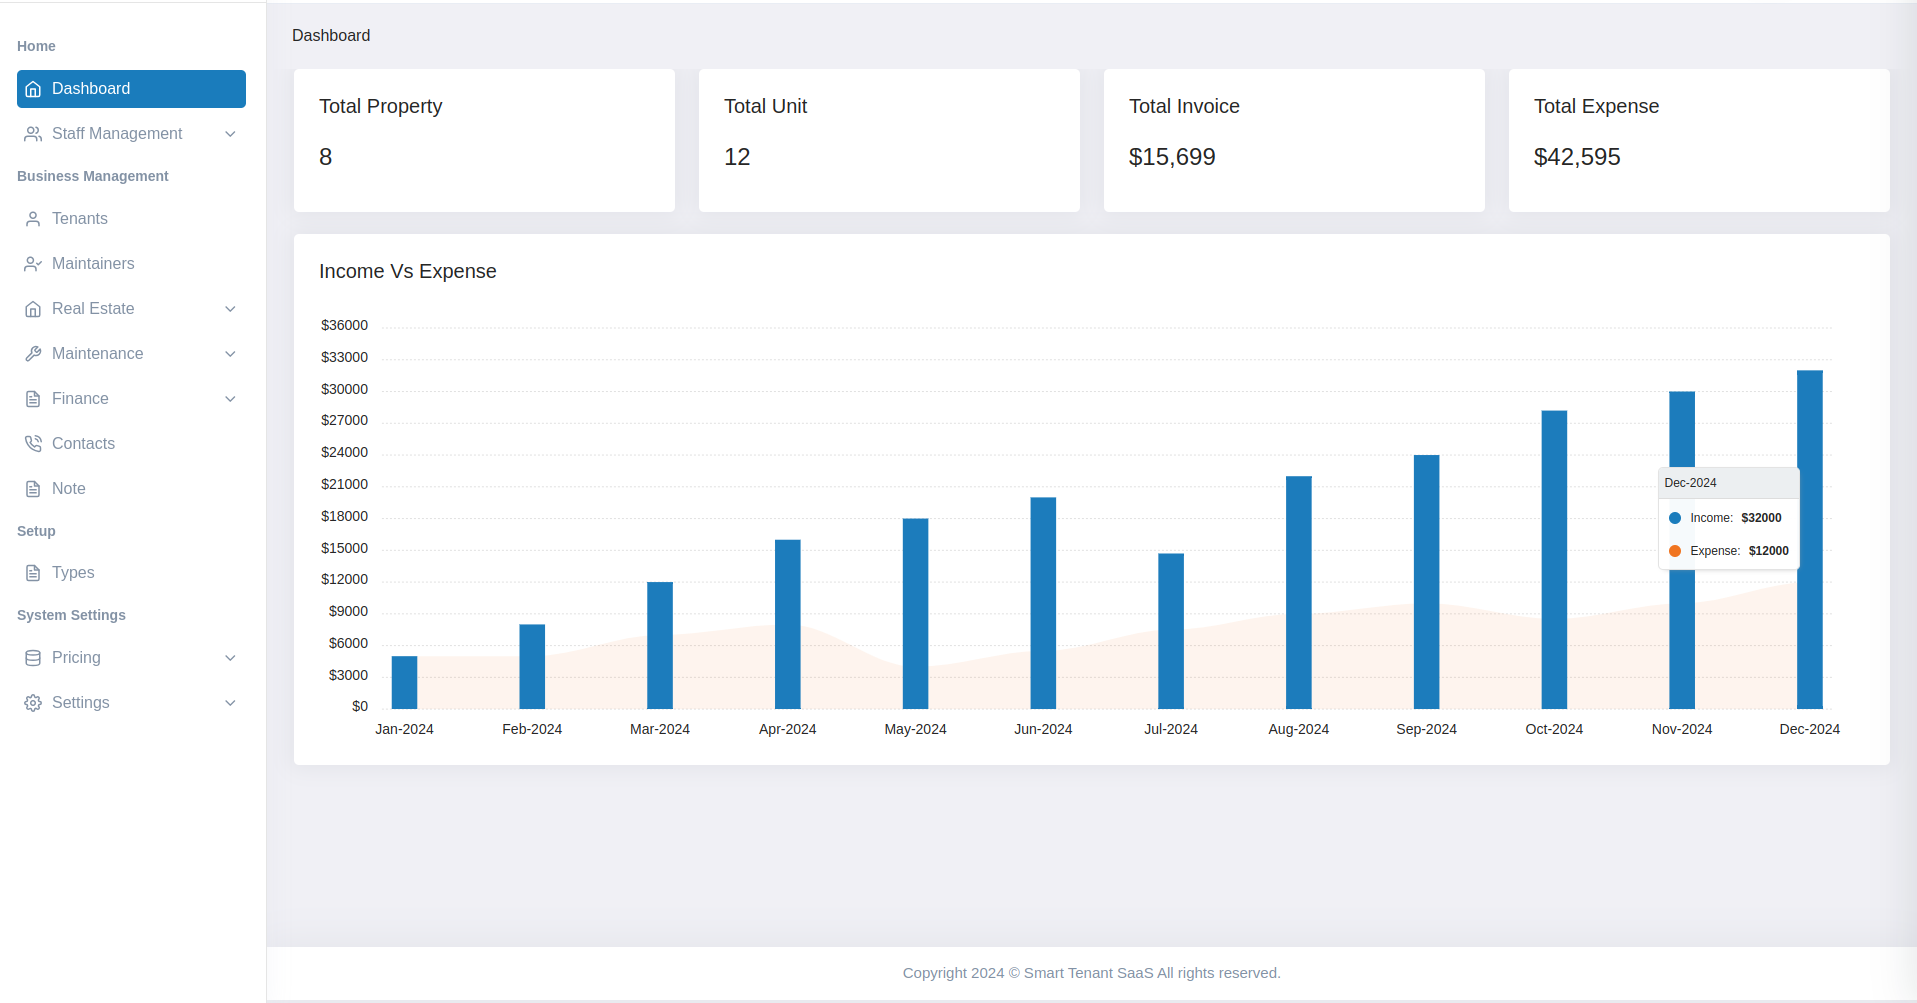 Home
Dashboard
Staff Management
Business Management
Tenants
Maintainers
Real Estate
Maintenance
Finance
Contacts
Note
Setup
Types
System Settings
Pricing
Settings
Dashboard
Total Property
8
Total Unit
12
Total Invoice
$15,699
Total Expense
$42,595
Income Vs Expense
$36000
$33000
$30000
$27000
$24000
$21000
$18000
$15000
$12000
$9000
$6000
$3000
$0
Jan-2024 Feb-2024 Mar-2024 Apr-2024 May-2024 Jun-2024 Jul-2024 Aug-2024 Sep-2024 Oct-2024 Nov-2024 Dec-2024
Dec-2024
Income: $32000
Expense: $12000
Copyright 2024 © Smart Tenant SaaS All rights reserved.